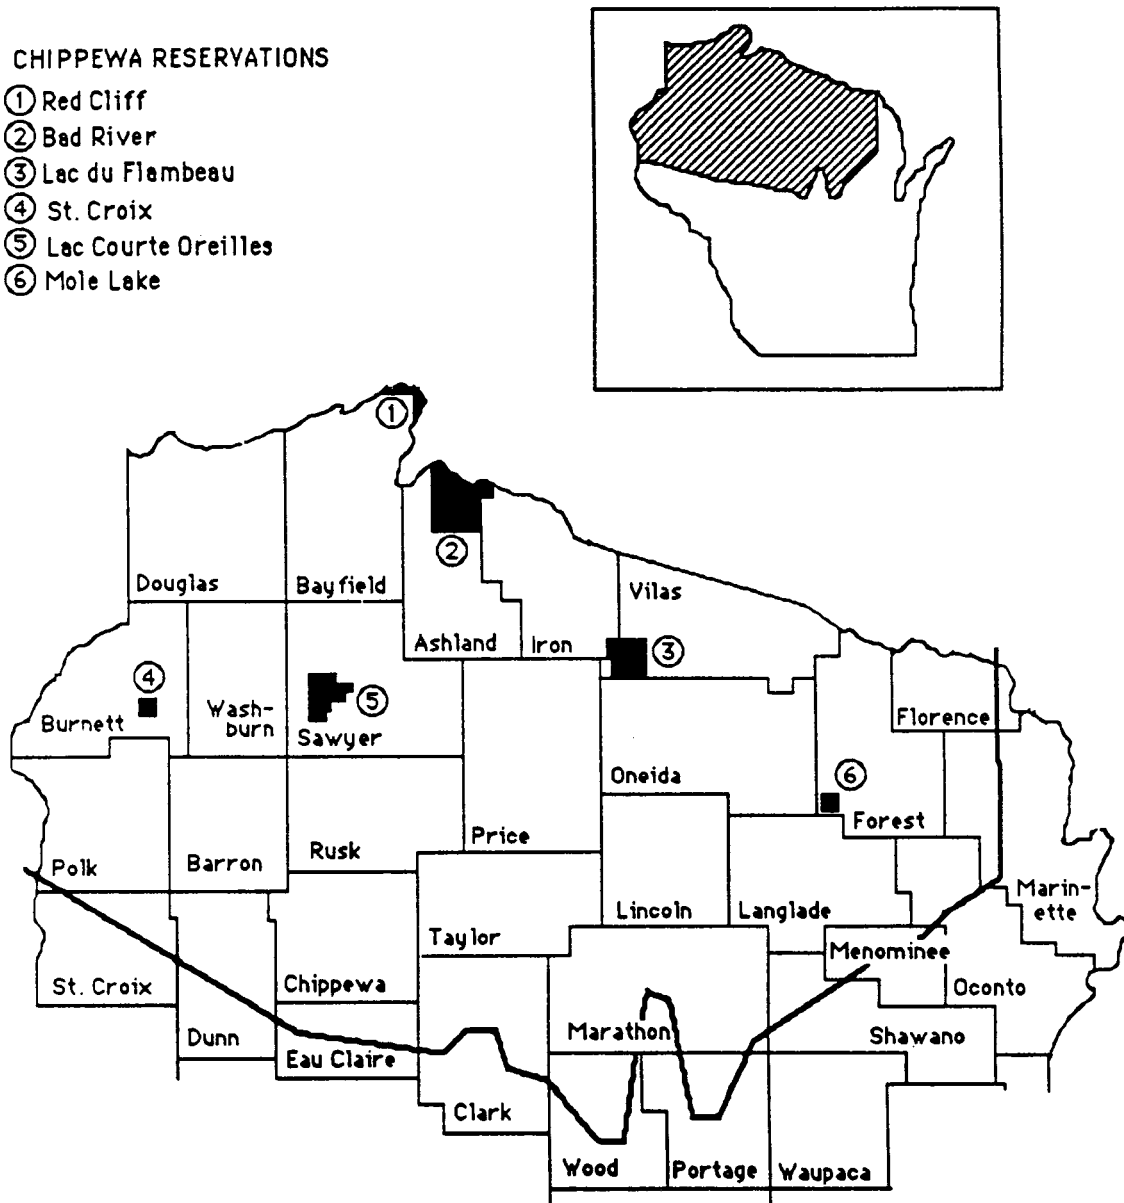 CHIPPEWA RESERVATIONS
1 Red Cliff
2 Bad River
3 Lac du Flambeau
4 St. Croix
5 Lac Courte Oreilles
6 Mole Lake
1
2
Douglas
Bayfield
Vilas
Ashland
Iron
3
4
5
Burnett
Wash-
burn
Sawyer
Florence
Oneida
6
Forest
Polk
Barron
Rusk
Price
Marin-
ette
Lincoln
Langlade
Taylor
Menominee
St. Croix
Chippewa
Oconto
Dunn
Marathon
Shawano
Eau Claire
Clark
Wood
Portage
Waupaca